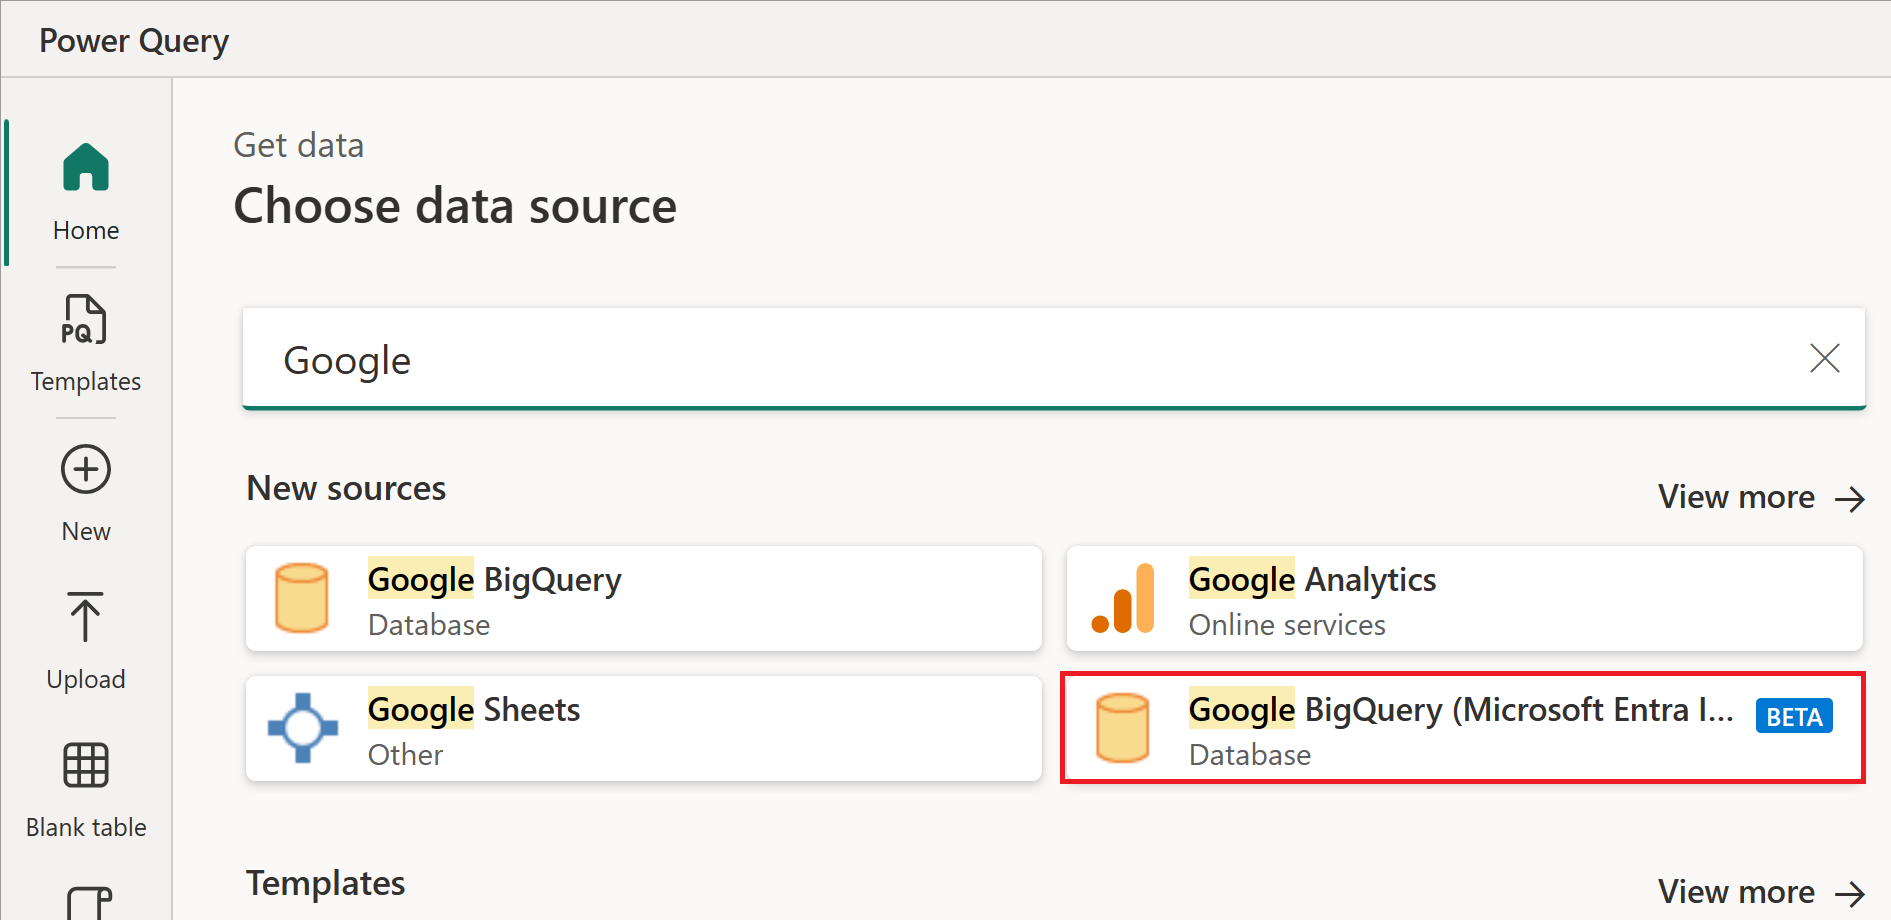 Power Query
Home
PQ
Templates
New
Upload
Blank table
Get data
Choose data source
Google
New sources
View more
Google BigQuery
Database
Google Analytics
Online services
Google Sheets
Other
Google BigQuery (Microsoft Entra I...
BETA
Database
Templates
View more